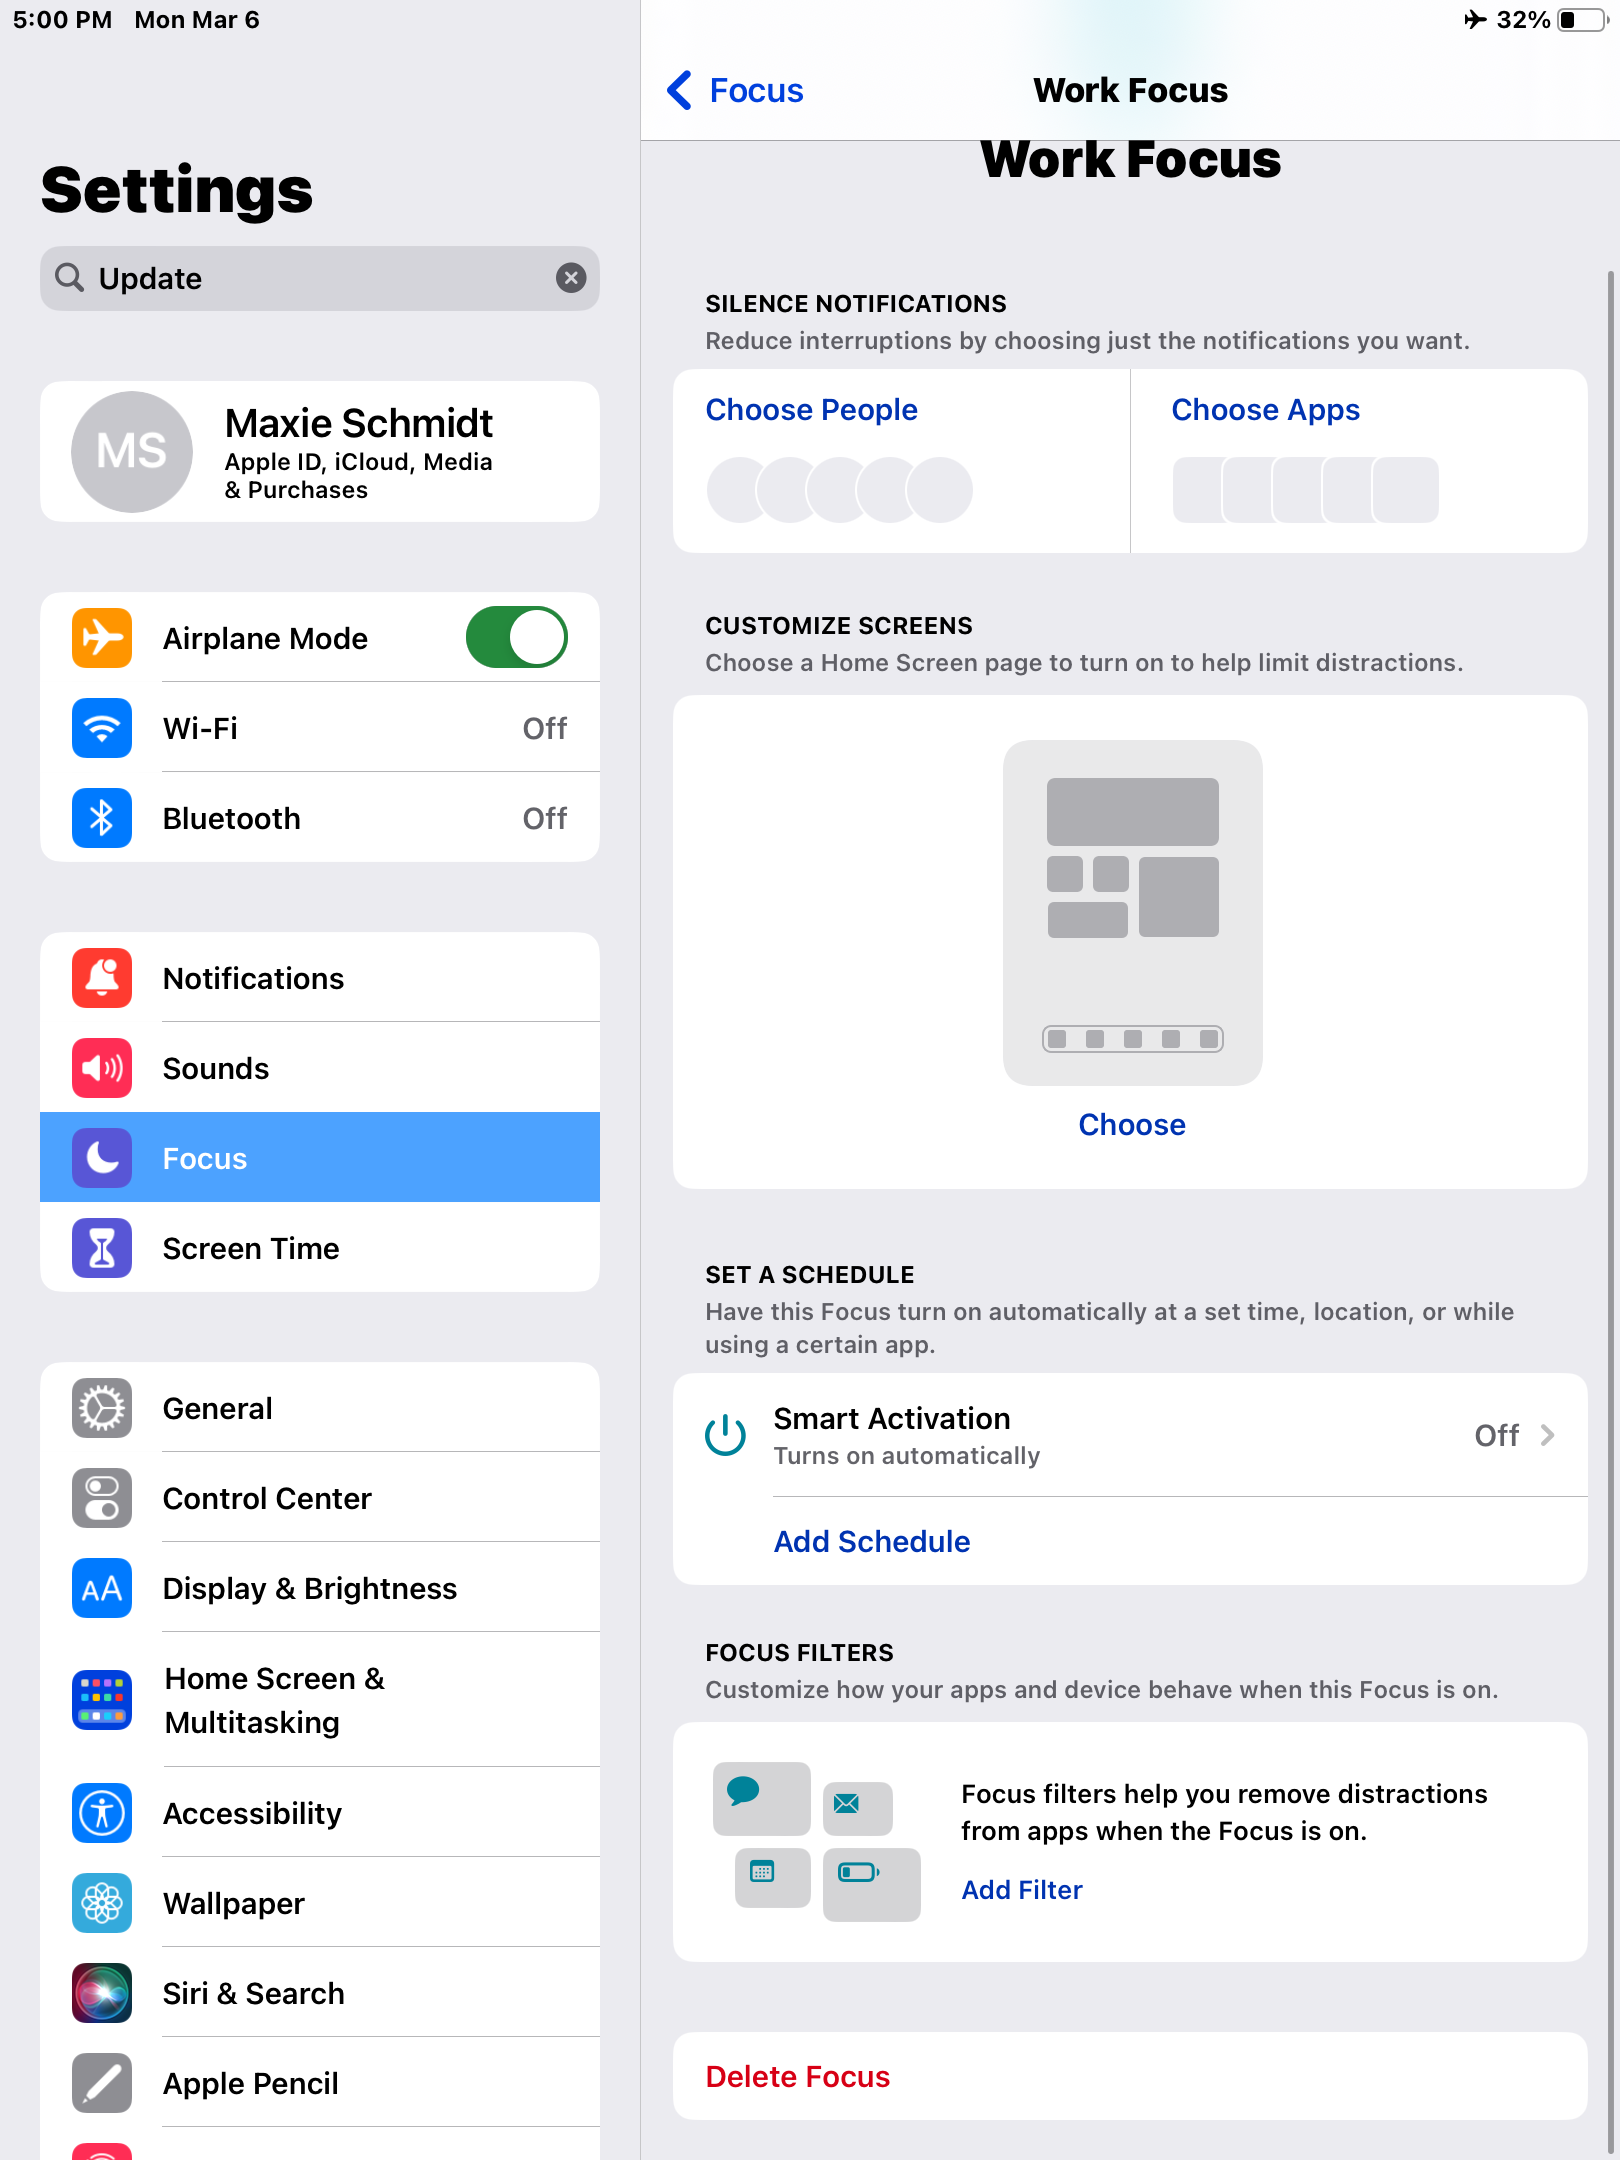 5:00 PM Mon Mar 6
32%
Settings
Update
MS
Maxie Schmidt
Apple ID, iCloud, Media
& Purchases
Airplane Mode
Wi-Fi Off
Bluetooth Off
Notifications
Sounds
Focus
Screen Time
General
Control Center
AA Display & Brightness
Home Screen &
Multitasking
Accessibility
Wallpaper
Siri & Search
Apple Pencil
Focus
Work Focus
Work Focus
SILENCE NOTIFICATIONS
Reduce interruptions by choosing just the notifications you want.
Choose People
Choose Apps
CUSTOMIZE SCREENS
Choose a Home Screen page to turn on to help limit distractions.
Choose
SET A SCHEDULE
Have this Focus turn on automatically at a set time, location, or while
using a certain app.
Smart Activation
Turns on automatically
Off
Add Schedule
FOCUS FILTERS
Customize how your apps and device behave when this Focus is on.
Focus filters help you remove distractions
from apps when the Focus is on.
Add Filter
Delete Focus